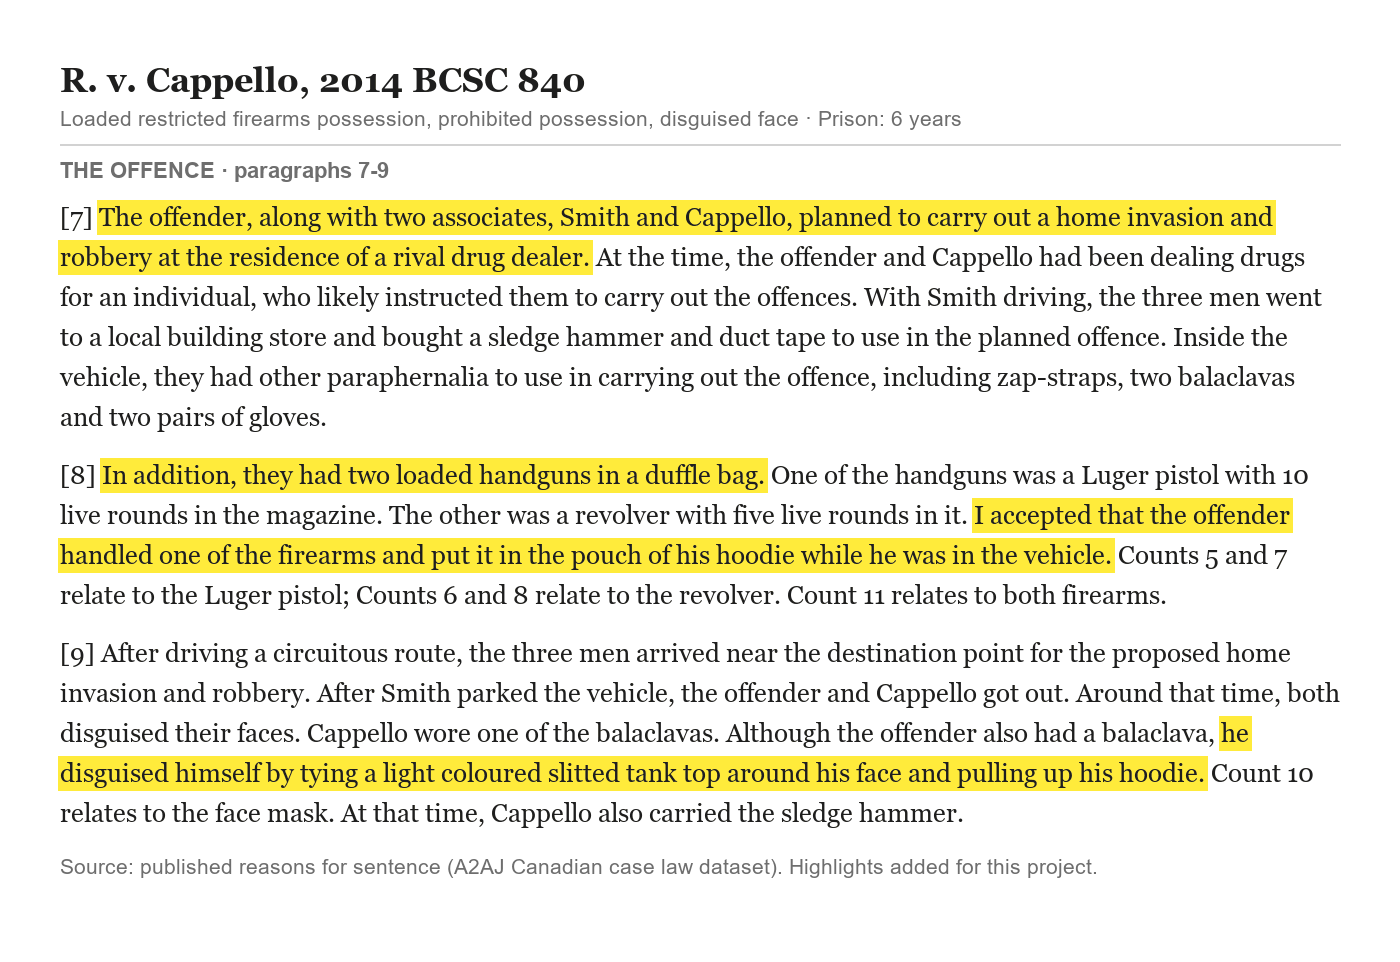 R. v. Cappello, 2014 BCSC 840
Loaded restricted firearms possession, prohibited possession, disguised face · Prison: 6 years
THE OFFENCE · paragraphs 7-9
[7] The offender, along with two associates, Smith and Cappello, planned to carry out a home invasion and
robbery at the residence of a rival drug dealer. At the time, the offender and Cappello had been dealing drugs
for an individual, who likely instructed them to carry out the offences. With Smith driving, the three men went
to a local building store and bought a sledge hammer and duct tape to use in the planned offence. Inside the
vehicle, they had other paraphernalia to use in carrying out the offence, including zap-straps, two balaclavas
and two pairs of gloves.
[8] In addition, they had two loaded handguns in a duffle bag. One of the handguns was a Luger pistol with 10
live rounds in the magazine. The other was a revolver with five live rounds in it. I accepted that the offender
handled one of the firearms and put it in the pouch of his hoodie while he was in the vehicle. Counts 5 and 7
relate to the Luger pistol; Counts 6 and 8 relate to the revolver. Count 11 relates to both firearms.
[9] After driving a circuitous route, the three men arrived near the destination point for the proposed home
invasion and robbery. After Smith parked the vehicle, the offender and Cappello got out. Around that time, both
disguised their faces. Cappello wore one of the balaclavas. Although the offender also had a balaclava, he
disguised himself by tying a light coloured slitted tank top around his face and pulling up his hoodie. Count 10
relates to the face mask. At that time, Cappello also carried the sledge hammer.
Source: published reasons for sentence (A2AJ Canadian case law dataset). Highlights added for this project.